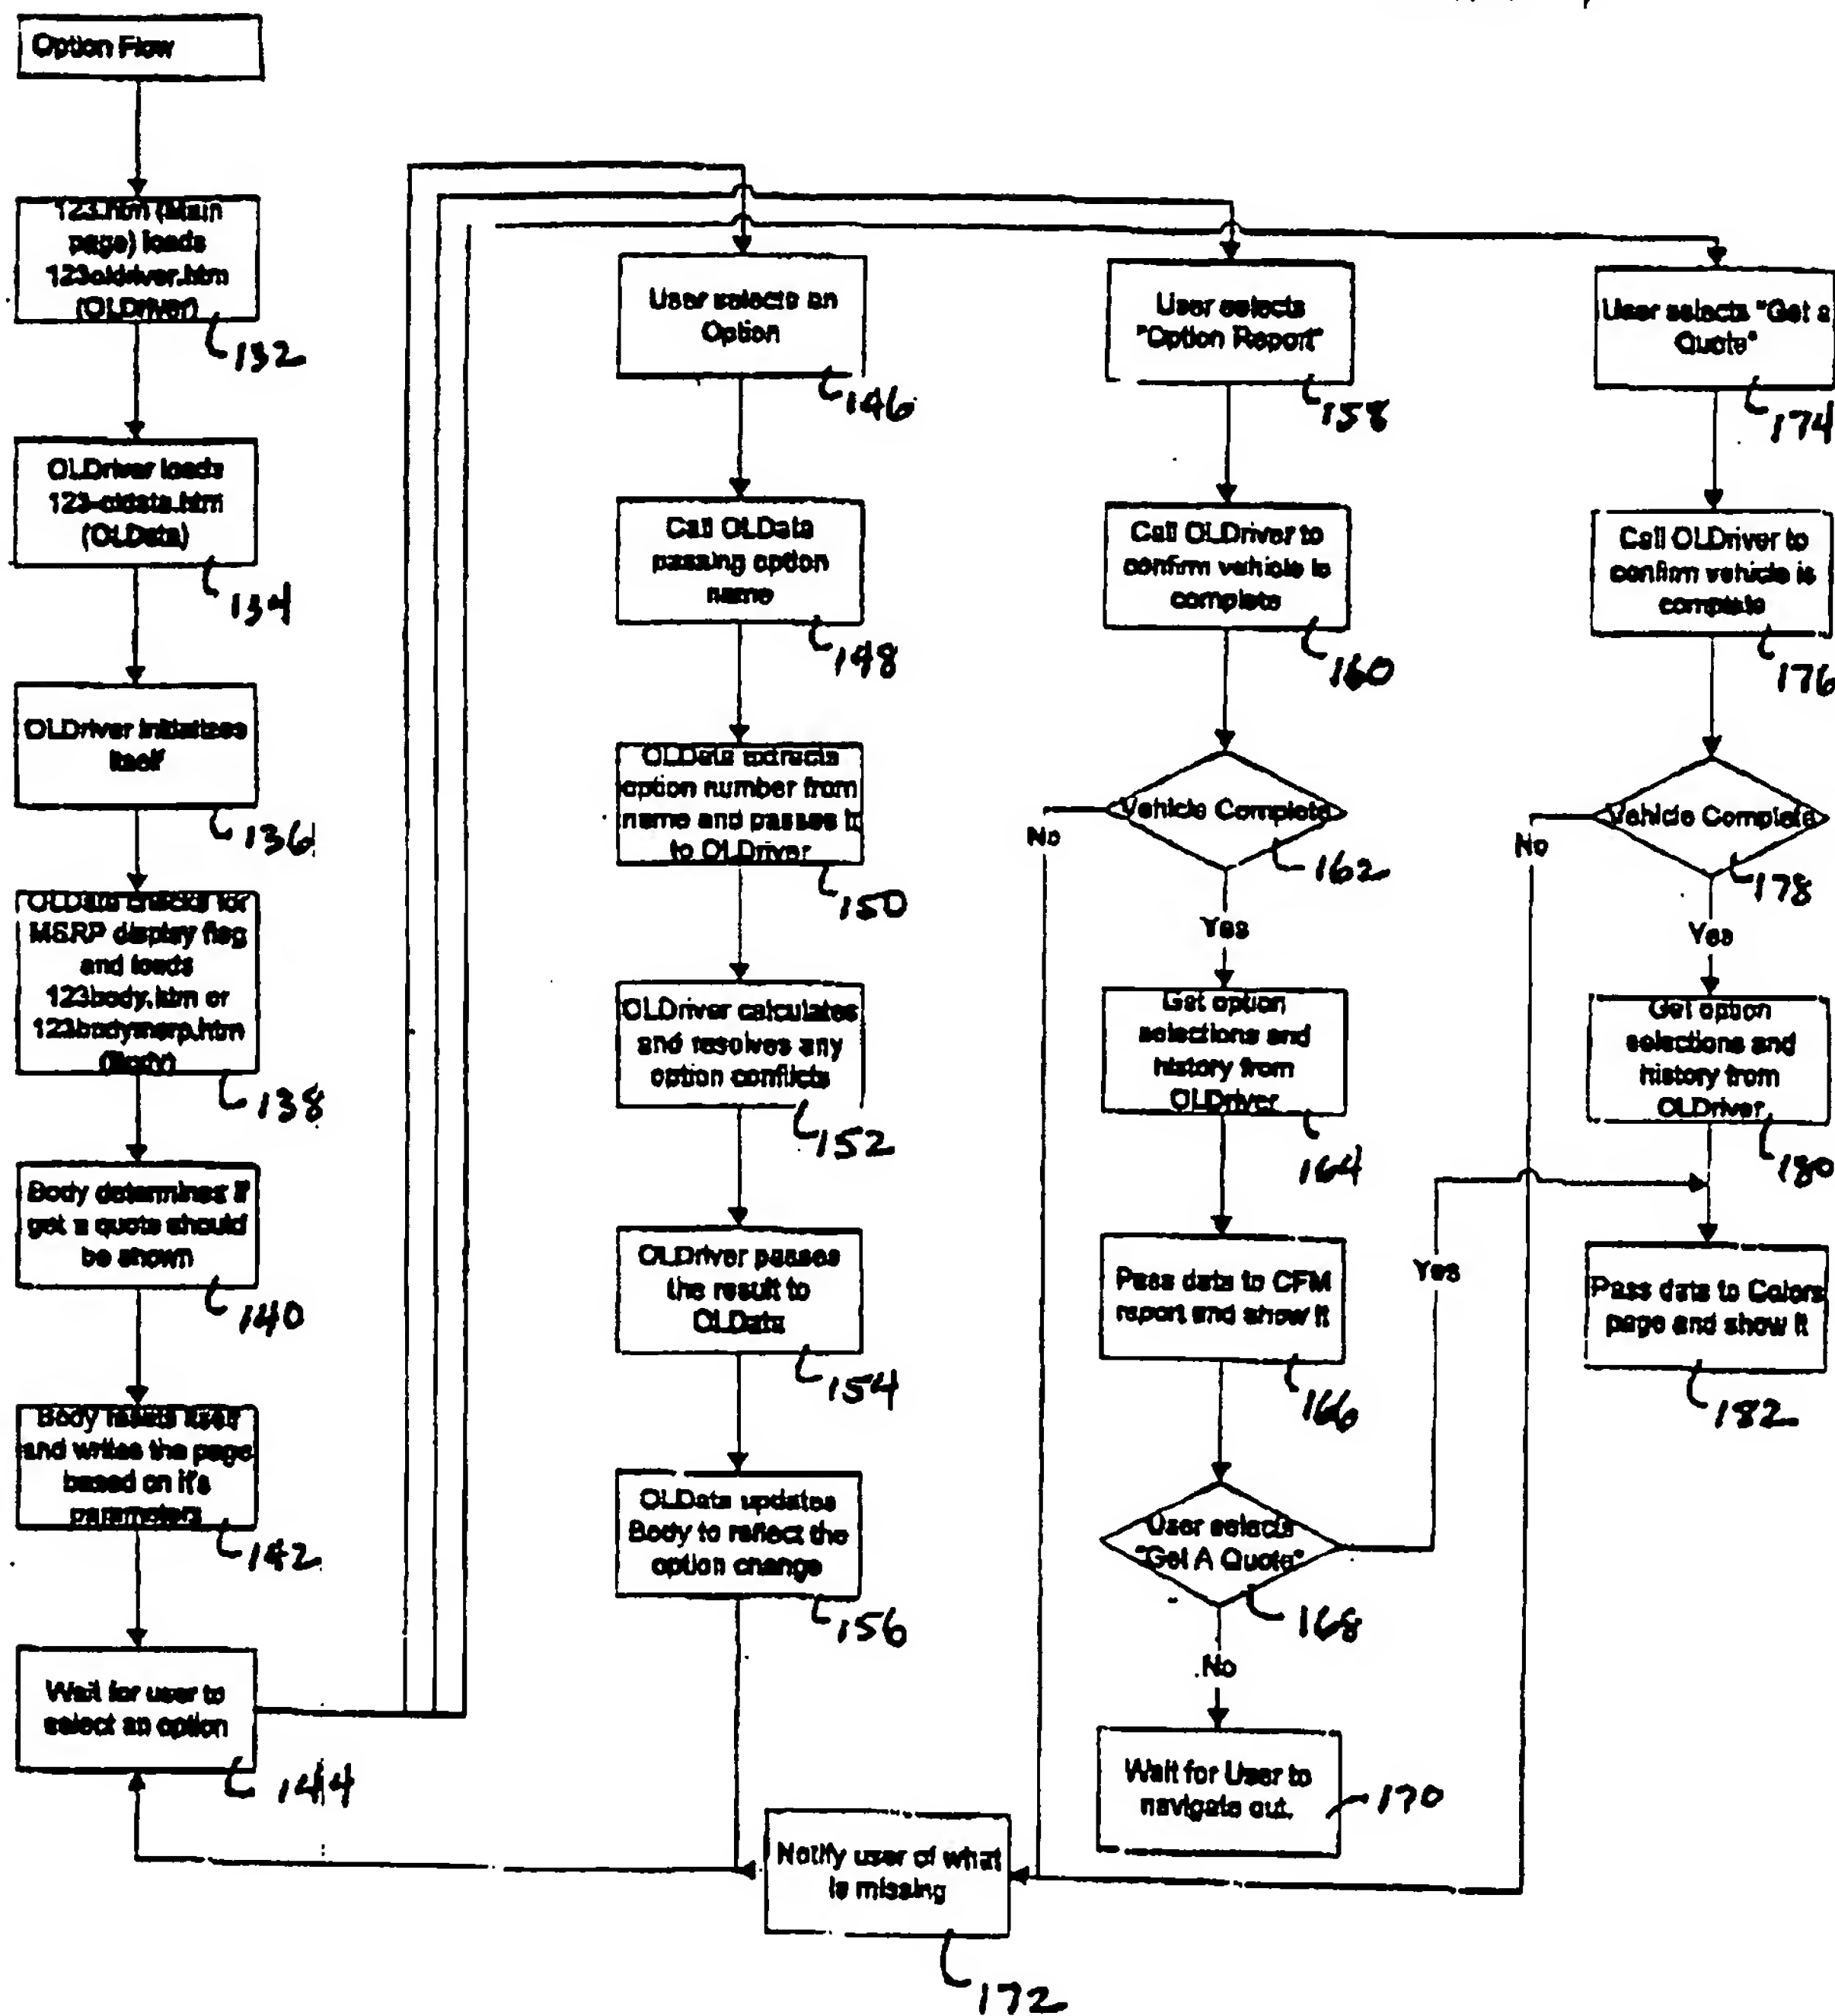 Option Flow
123.htm (Main
page) loads
123oldriver.htm
(OLDriver)
132
OLDriver loads
123-oldata.htm
(OLData)
134
OLDriver initializes
itself
136
OLData checks for
MSRP display flag
and loads
123body.htm or
123bodymsrp.htm
(Body)
138
Body determines if
get a quote should
be shown
140
Body resets itself
and writes the page
based on it's
parameters
142
Wait for user to
select an option
144
User selects an
Option
146
Call OLData
passing option
name
148
OLData extracts
option number from
name and passes it
to OLDriver
150
OLDriver calculates
and resolves any
option conflicts
152
OLDriver passes
the result to
OLData
154
OLData updates
Body to reflect the
option change
156
User selects
"Option Report"
158
Call OLDriver to
confirm vehicle is
complete
160
Vehicle Complete
No
162
Yes
Get option
selections and
history from
OLDriver
164
Pass data to CFM
report and show it
166
User selects
"Get A Quote"
Yes
168
No
Wait for User to
navigate out.
170
Notify user of what
is missing
172
User selects "Get a
Quote"
174
Call OLDriver to
confirm vehicle is
complete
176
Vehicle Complete
No
178
Yes
Get option
selections and
history from
OLDriver
180
Pass data to Colors
page and show it
182